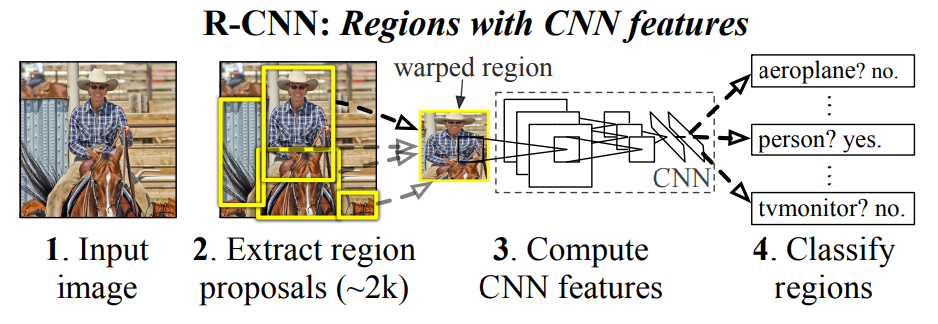 R-CNN: Regions with CNN features
warped region
aeroplane? no.
person? yes.
tvmonitor? no.
CNN
1. Input
image
2. Extract region
proposals (~2k)
3. Compute
CNN features
4. Classify
regions